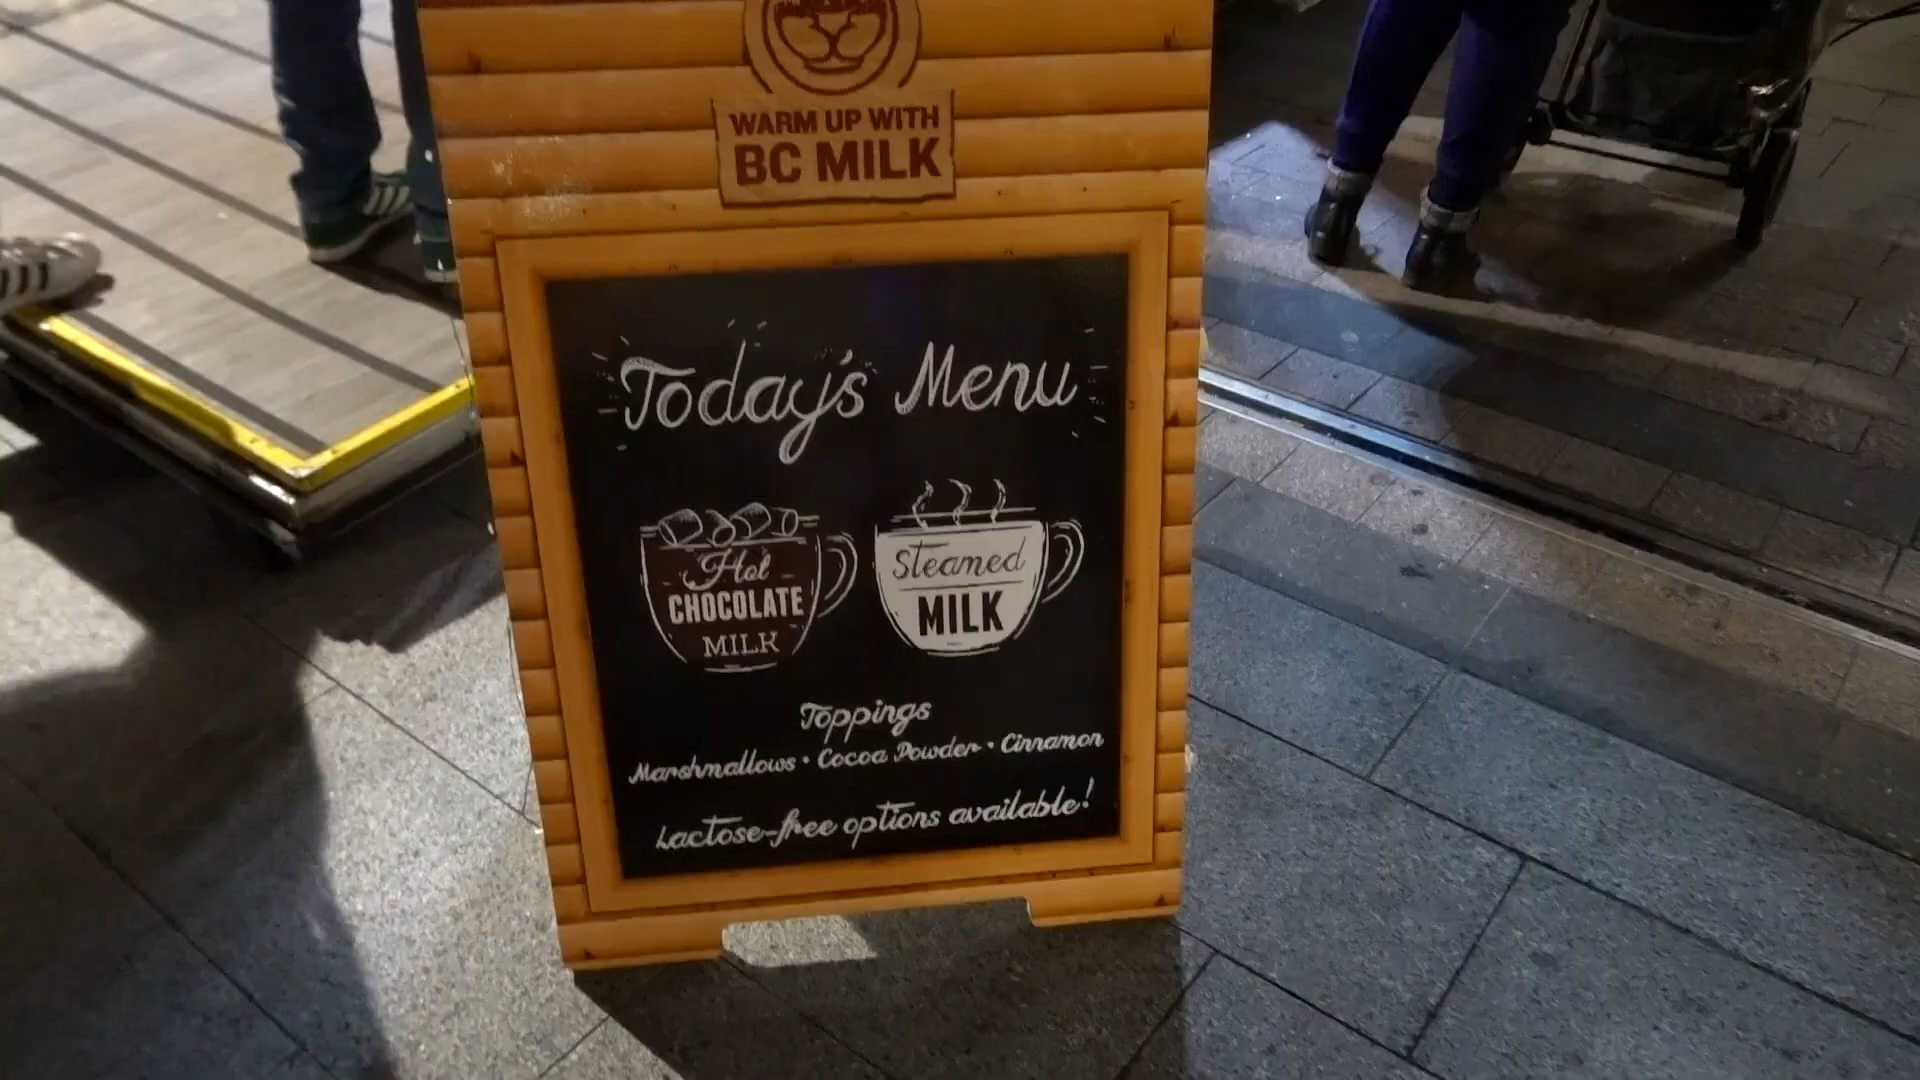 WARM UP WITH
BC MILK
Today's Menu
Hot
CHOCOLATE
MILK
Steamed
MILK
Toppings
Marshmallows • Cocoa Powder • Cinnamon
Lactose-free options available!